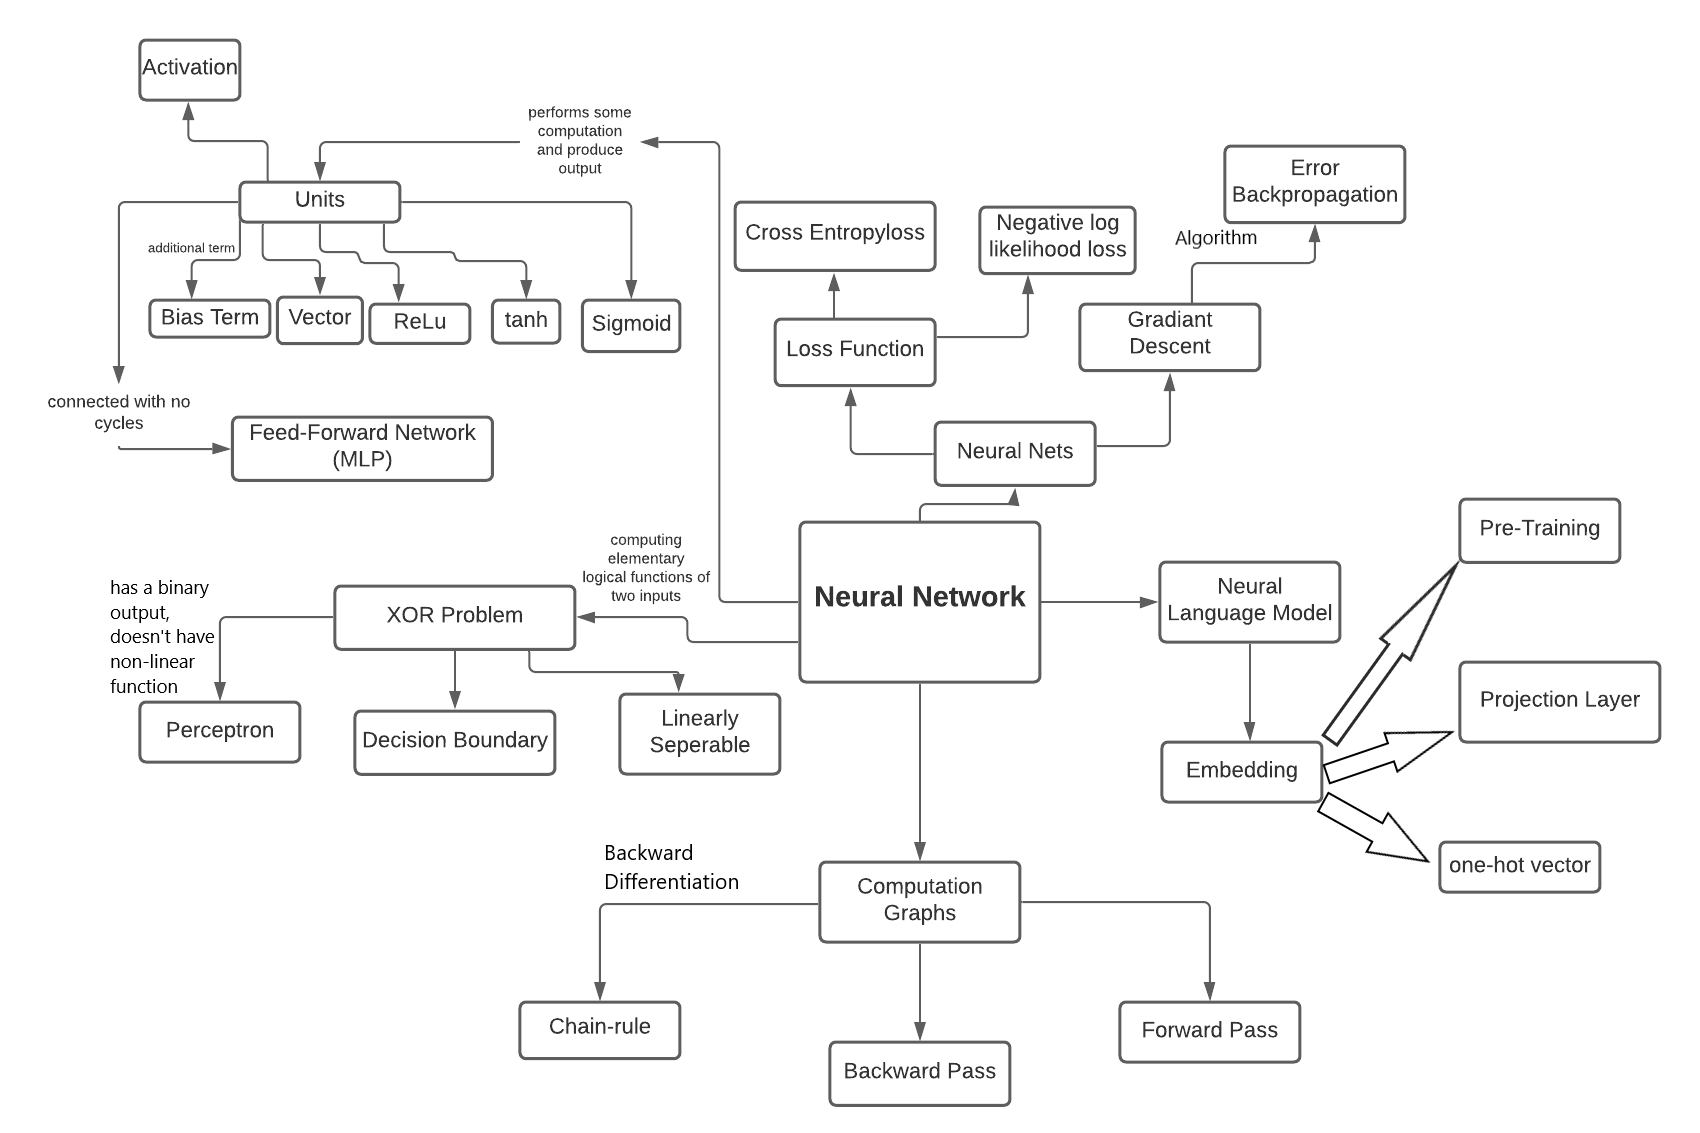 Activation
performs some
computation
and produce
output
Units
additional term
Bias Term
Vector
ReLu
tanh
Sigmoid
connected with no
cycles
Feed-Forward Network
(MLP)
Cross Entropyloss
Negative log
likelihood loss
Error
Backpropagation
Algorithm
Loss Function
Gradiant
Descent
Neural Nets
Neural Network
computing
elementary
logical functions of
two inputs
XOR Problem
has a binary
output,
doesn't have
non-linear
function
Perceptron
Decision Boundary
Linearly
Seperable
Neural
Language Model
Embedding
Pre-Training
Projection Layer
one-hot vector
Backward
Differentiation
Computation
Graphs
Chain-rule
Backward Pass
Forward Pass